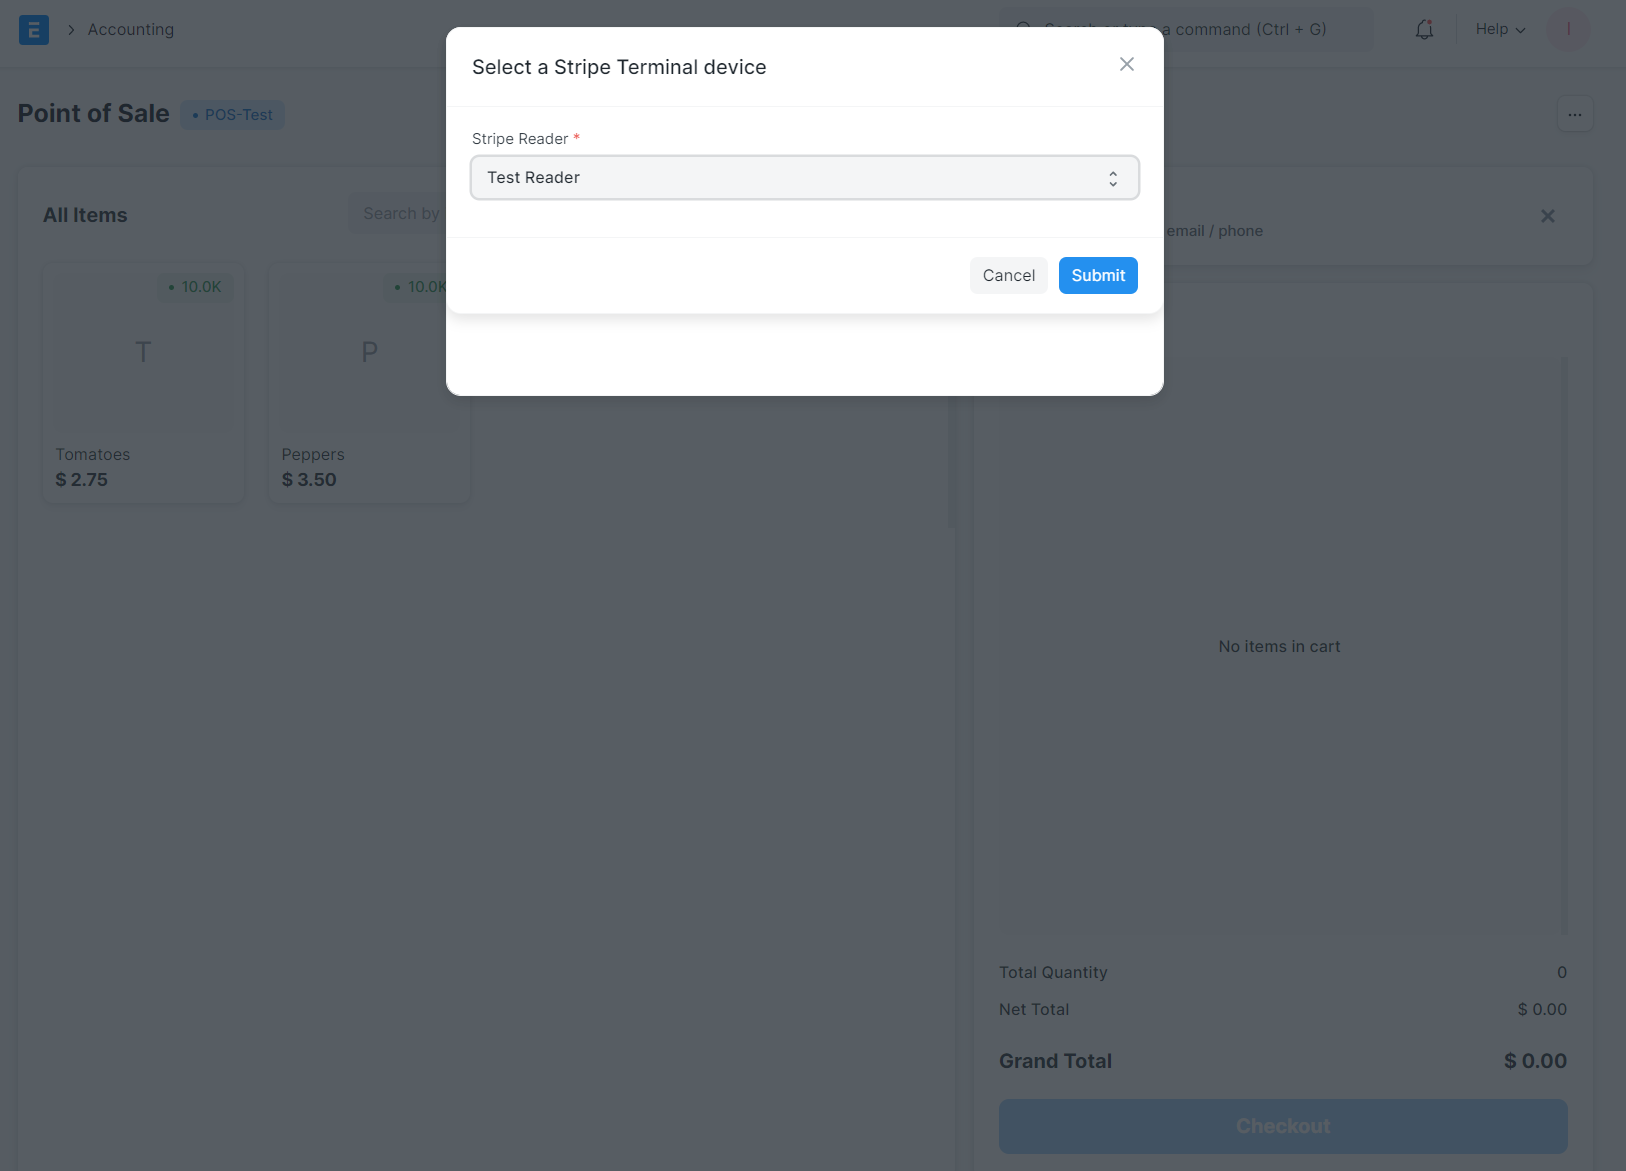 E
Accounting
a command (Ctrl + G)
Help
I
Select a Stripe Terminal device
Point of Sale
• POS-Test
...
Stripe Reader *
Test Reader
All Items
Search by
email / phone
Cancel
Submit
• 10.0K
• 10.0K
T
P
Tomatoes
$ 2.75
Peppers
$ 3.50
No items in cart
Total Quantity
0
Net Total
$ 0.00
Grand Total
$ 0.00
Checkout